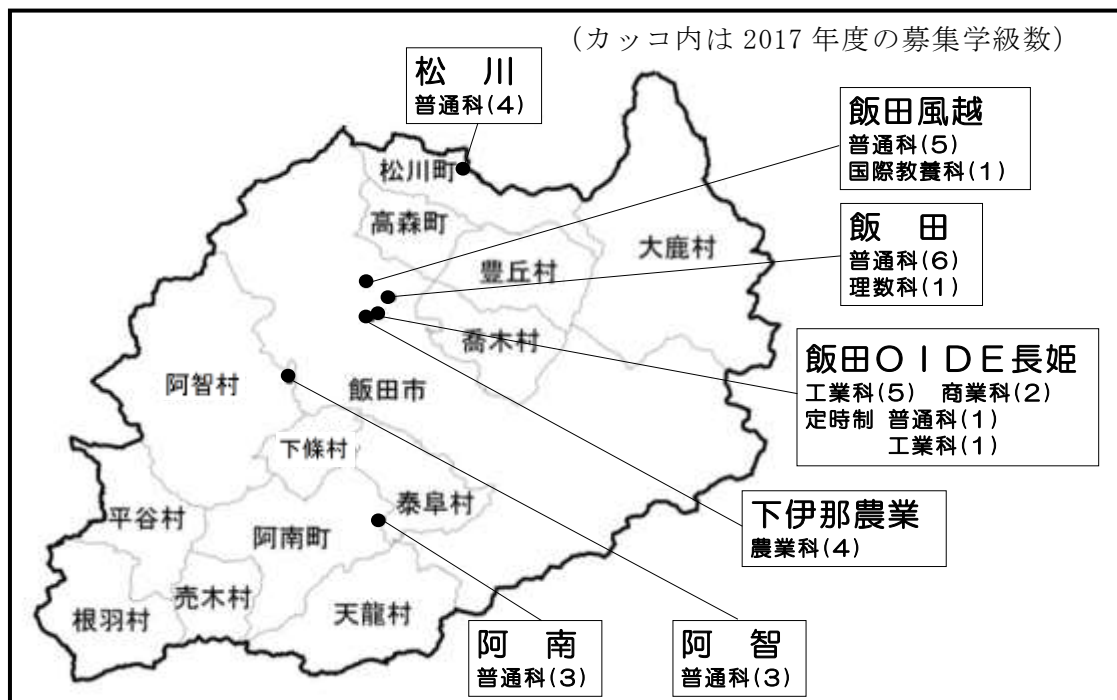 (カッコ内は 2017 年度の募集学級数)
松 川
普通科(4)
飯田風越
普通科(5)
国際教養科(1)
飯 田
普通科(6)
理数科(1)
飯田OIDE長姫
工業科(5) 商業科(2)
定時制 普通科(1)
工業科(1)
下伊那農業
農業科(4)
阿 南
普通科(3)
阿 智
普通科(3)
松川町
高森町
豊丘村
大鹿村
喬木村
阿智村
飯田市
下條村
泰阜村
平谷村
阿南町
売木村
根羽村
天龍村